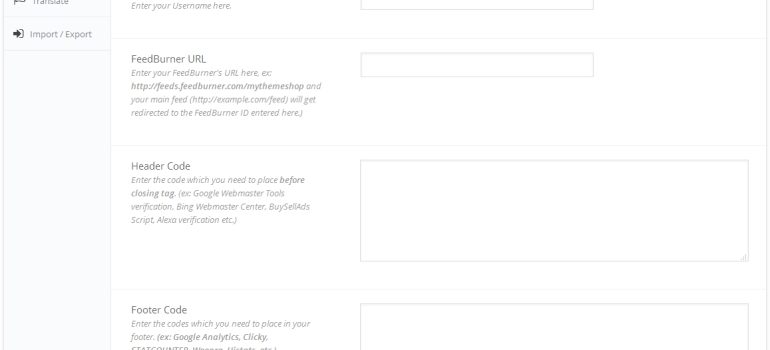 Translate
Enter your Username here.
Import / Export
FeedBurner URL
Enter your FeedBurner's URL here, ex:
http://feeds.feedburner.com/mythemeshop and
your main feed (http://example.com/feed) will get
redirected to the FeedBurner ID entered here.)
Header Code
Enter the code which you need to place before
closing tag. (ex: Google Webmaster Tools
verification, Bing Webmaster Center, BuySellAds
Script, Alexa verification etc.)
Footer Code
Enter the codes which you need to place in your
footer. (ex: Google Analytics, Clicky,
STATCOUNTER, Woopra, Histats, etc.)